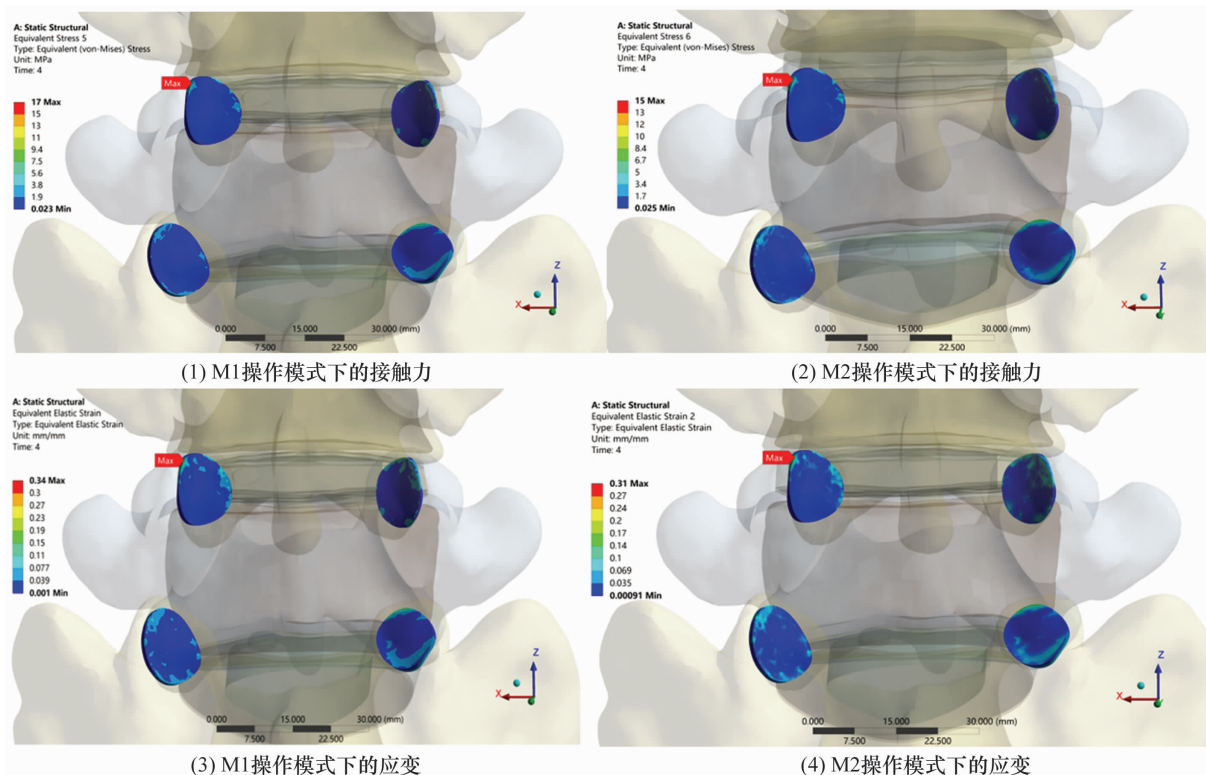 A: Static Structural
Equivalent Stress 5
Type: Equivalent (von-Mises) Stress
Unit: MPa
Time: 4
Max
17 Max
15
13
11
9.4
7.5
5.6
3.8
1.9
0.023 Min
Z
X
0.000 15.000 30.000 (mm)
7.500 22.500
(1) M1操作模式下的接触力
A: Static Structural
Equivalent Stress 6
Type: Equivalent (von-Mises) Stress
Unit: MPa
Time: 4
Max
15 Max
13
12
10
8.4
6.7
5
3.4
1.7
0.025 Min
Z
X
Y
0.000 15.000 30.000 (mm)
7.500 22.500
(2) M2操作模式下的接触力
A: Static Structural
Equivalent Elastic Strain
Type: Equivalent Elastic Strain
Unit: mm/mm
Time: 4
Max
0.34 Max
0.3
0.27
0.23
0.19
0.15
0.11
0.077
0.039
0.001 Min
Z
X
0.000 15.000 30.000 (mm)
7.500 22.500
(3) M1操作模式下的应变
A: Static Structural
Equivalent Elastic Strain 2
Type: Equivalent Elastic Strain
Unit: mm/mm
Time: 4
Max
0.31 Max
0.27
0.24
0.2
0.17
0.14
0.1
0.069
0.035
0.00091 Min
Z
X
Y
0.000 15.000 30.000 (mm)
7.500 22.500
(4) M2操作模式下的应变